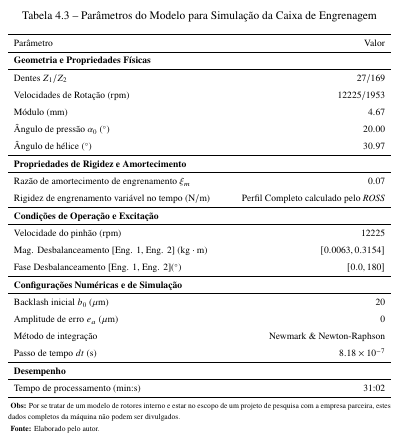 Tabela 4.3 – Parâmetros do Modelo para Simulação da Caixa de Engrenagem
Parâmetro Valor
Geometria e Propriedades Físicas
Dentes Z₁/Z₂ 27/169
Velocidades de Rotação (rpm) 12225/1953
Módulo (mm) 4.67
Ângulo de pressão α₀ (°) 20.00
Ângulo de hélice (°) 30.97
Propriedades de Rigidez e Amortecimento
Razão de amortecimento de engrenamento ξₘ 0.07
Rigidez de engrenamento variável no tempo (N/m) Perfil Completo calculado pelo ROSS
Condições de Operação e Excitação
Velocidade do pinhão (rpm) 12225
Mag. Desbalanceamento [Eng. 1, Eng. 2] (kg · m) [0.0063, 0.3154]
Fase Desbalanceamento [Eng. 1, Eng. 2](°) [0.0, 180]
Configurações Numéricas e de Simulação
Backlash inicial b₀ (μm) 20
Amplitude de erro eₐ (μm) 0
Método de integração Newmark & Newton-Raphson
Passo de tempo dt (s) 8.18 × 10⁻⁷
Desempenho
Tempo de processamento (min:s) 31:02
Obs: Por se tratar de um modelo de rotores interno e estar no escopo de um projeto de pesquisa com a empresa parceira, estes
dados completos da máquina não podem ser divulgados.
Fonte: Elaborado pelo autor.